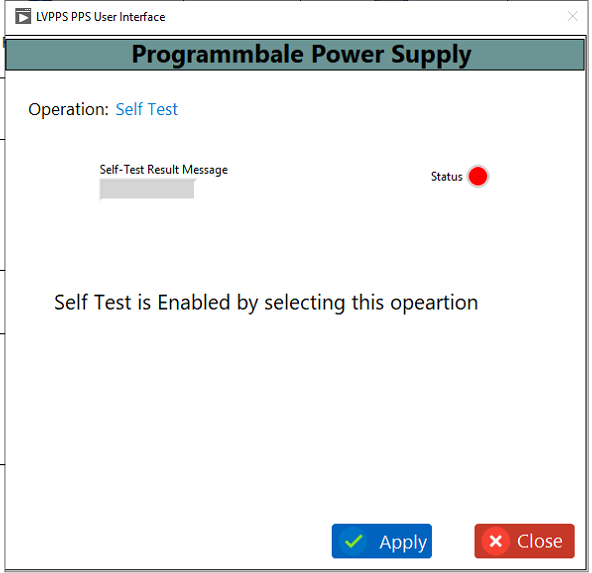 LVPPS PPS User Interface
Programmbale Power Supply
Operation: Self Test
Self-Test Result Message
Status
Self Test is Enabled by selecting this opeartion
Apply
Close